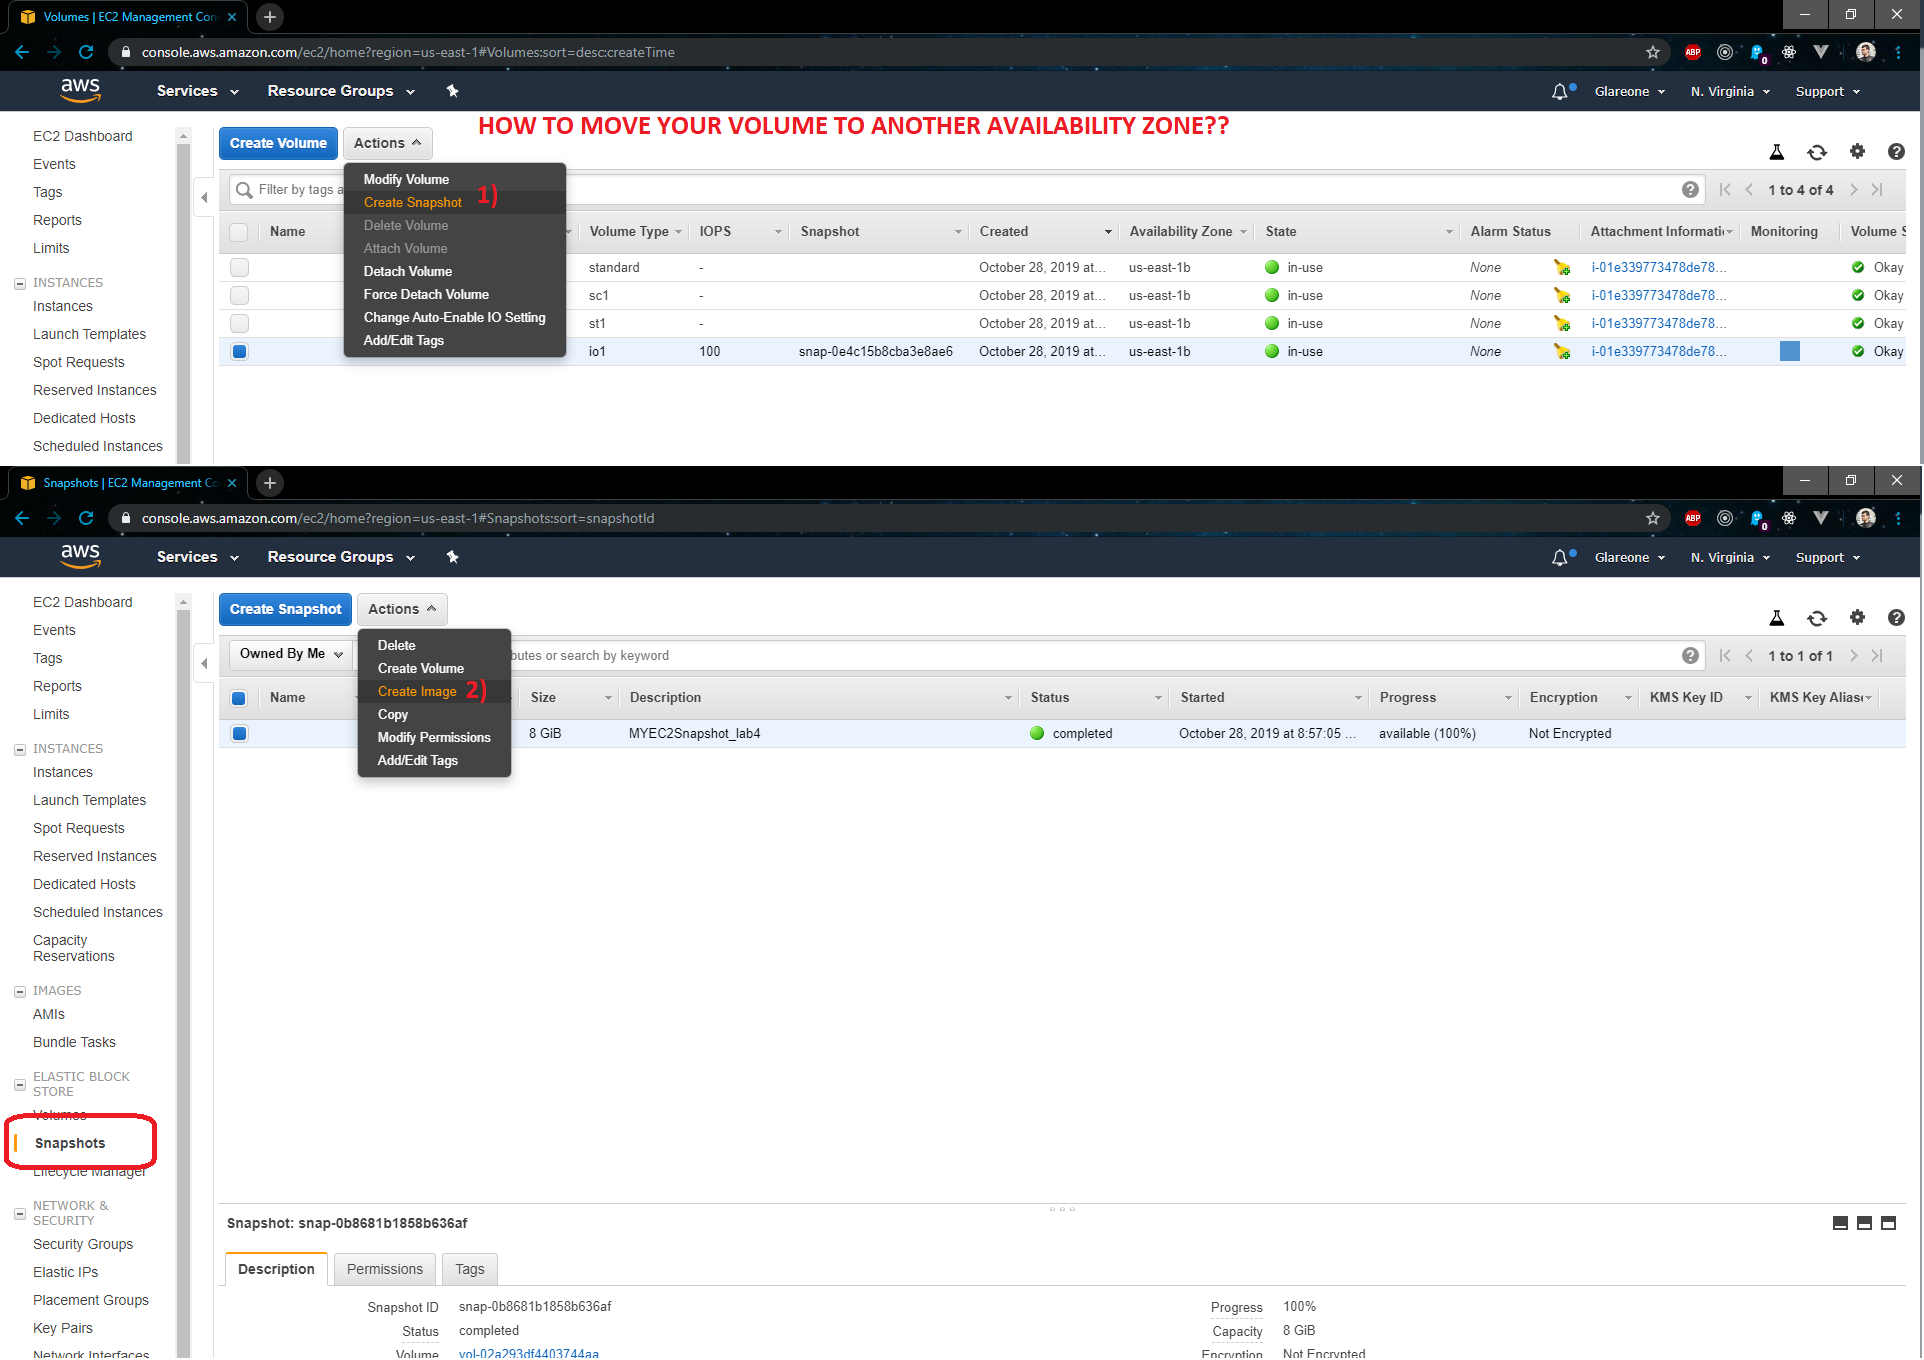 Volumes | EC2 Management Con
console.aws.amazon.com/ec2/home?region=us-east-1#Volumes:sort=desc:createTime
ABP
0
aws
Services
Resource Groups
Glareone
N. Virginia
Support
HOW TO MOVE YOUR VOLUME TO ANOTHER AVAILABILITY ZONE??
EC2 Dashboard
Events
Tags
Reports
Limits
INSTANCES
Instances
Launch Templates
Spot Requests
Reserved Instances
Dedicated Hosts
Scheduled Instances
Create Volume
Actions
Modify Volume
Create Snapshot 1)
Delete Volume
Attach Volume
Detach Volume
Force Detach Volume
Change Auto-Enable IO Setting
Add/Edit Tags
Filter by tags a
1 to 4 of 4
Name Volume Type IOPS Snapshot Created Availability Zone State Alarm Status Attachment Informati Monitoring Volume S
standard - October 28, 2019 at... us-east-1b in-use None i-01e339773478de78... Okay
sc1 - October 28, 2019 at... us-east-1b in-use None i-01e339773478de78... Okay
st1 - October 28, 2019 at... us-east-1b in-use None i-01e339773478de78... Okay
io1 100 snap-0e4c15b8cba3e8ae6 October 28, 2019 at... us-east-1b in-use None i-01e339773478de78... Okay
Snapshots | EC2 Management Co
console.aws.amazon.com/ec2/home?region=us-east-1#Snapshots:sort=snapshotId
ABP
0
aws
Services
Resource Groups
Glareone
N. Virginia
Support
EC2 Dashboard
Events
Tags
Reports
Limits
INSTANCES
Instances
Launch Templates
Spot Requests
Reserved Instances
Dedicated Hosts
Scheduled Instances
Capacity
Reservations
IMAGES
AMIs
Bundle Tasks
ELASTIC BLOCK
STORE
Volumes
Snapshots
Lifecycle Manager
NETWORK &
SECURITY
Security Groups
Elastic IPs
Placement Groups
Key Pairs
Network Interfaces
Create Snapshot
Actions
Delete
Create Volume
Create Image 2)
Copy
Modify Permissions
Add/Edit Tags
Owned By Me
butes or search by keyword
1 to 1 of 1
Name Size Description Status Started Progress Encryption KMS Key ID KMS Key Alias
8 GiB MYEC2Snapshot_lab4 completed October 28, 2019 at 8:57:05 ... available (100%) Not Encrypted
Snapshot: snap-0b8681b1858b636af
Description
Permissions
Tags
Snapshot ID snap-0b8681b1858b636af
Status completed
Volume vol-02a293df4403744aa
Progress 100%
Capacity 8 GiB
Encryption Not Encrypted